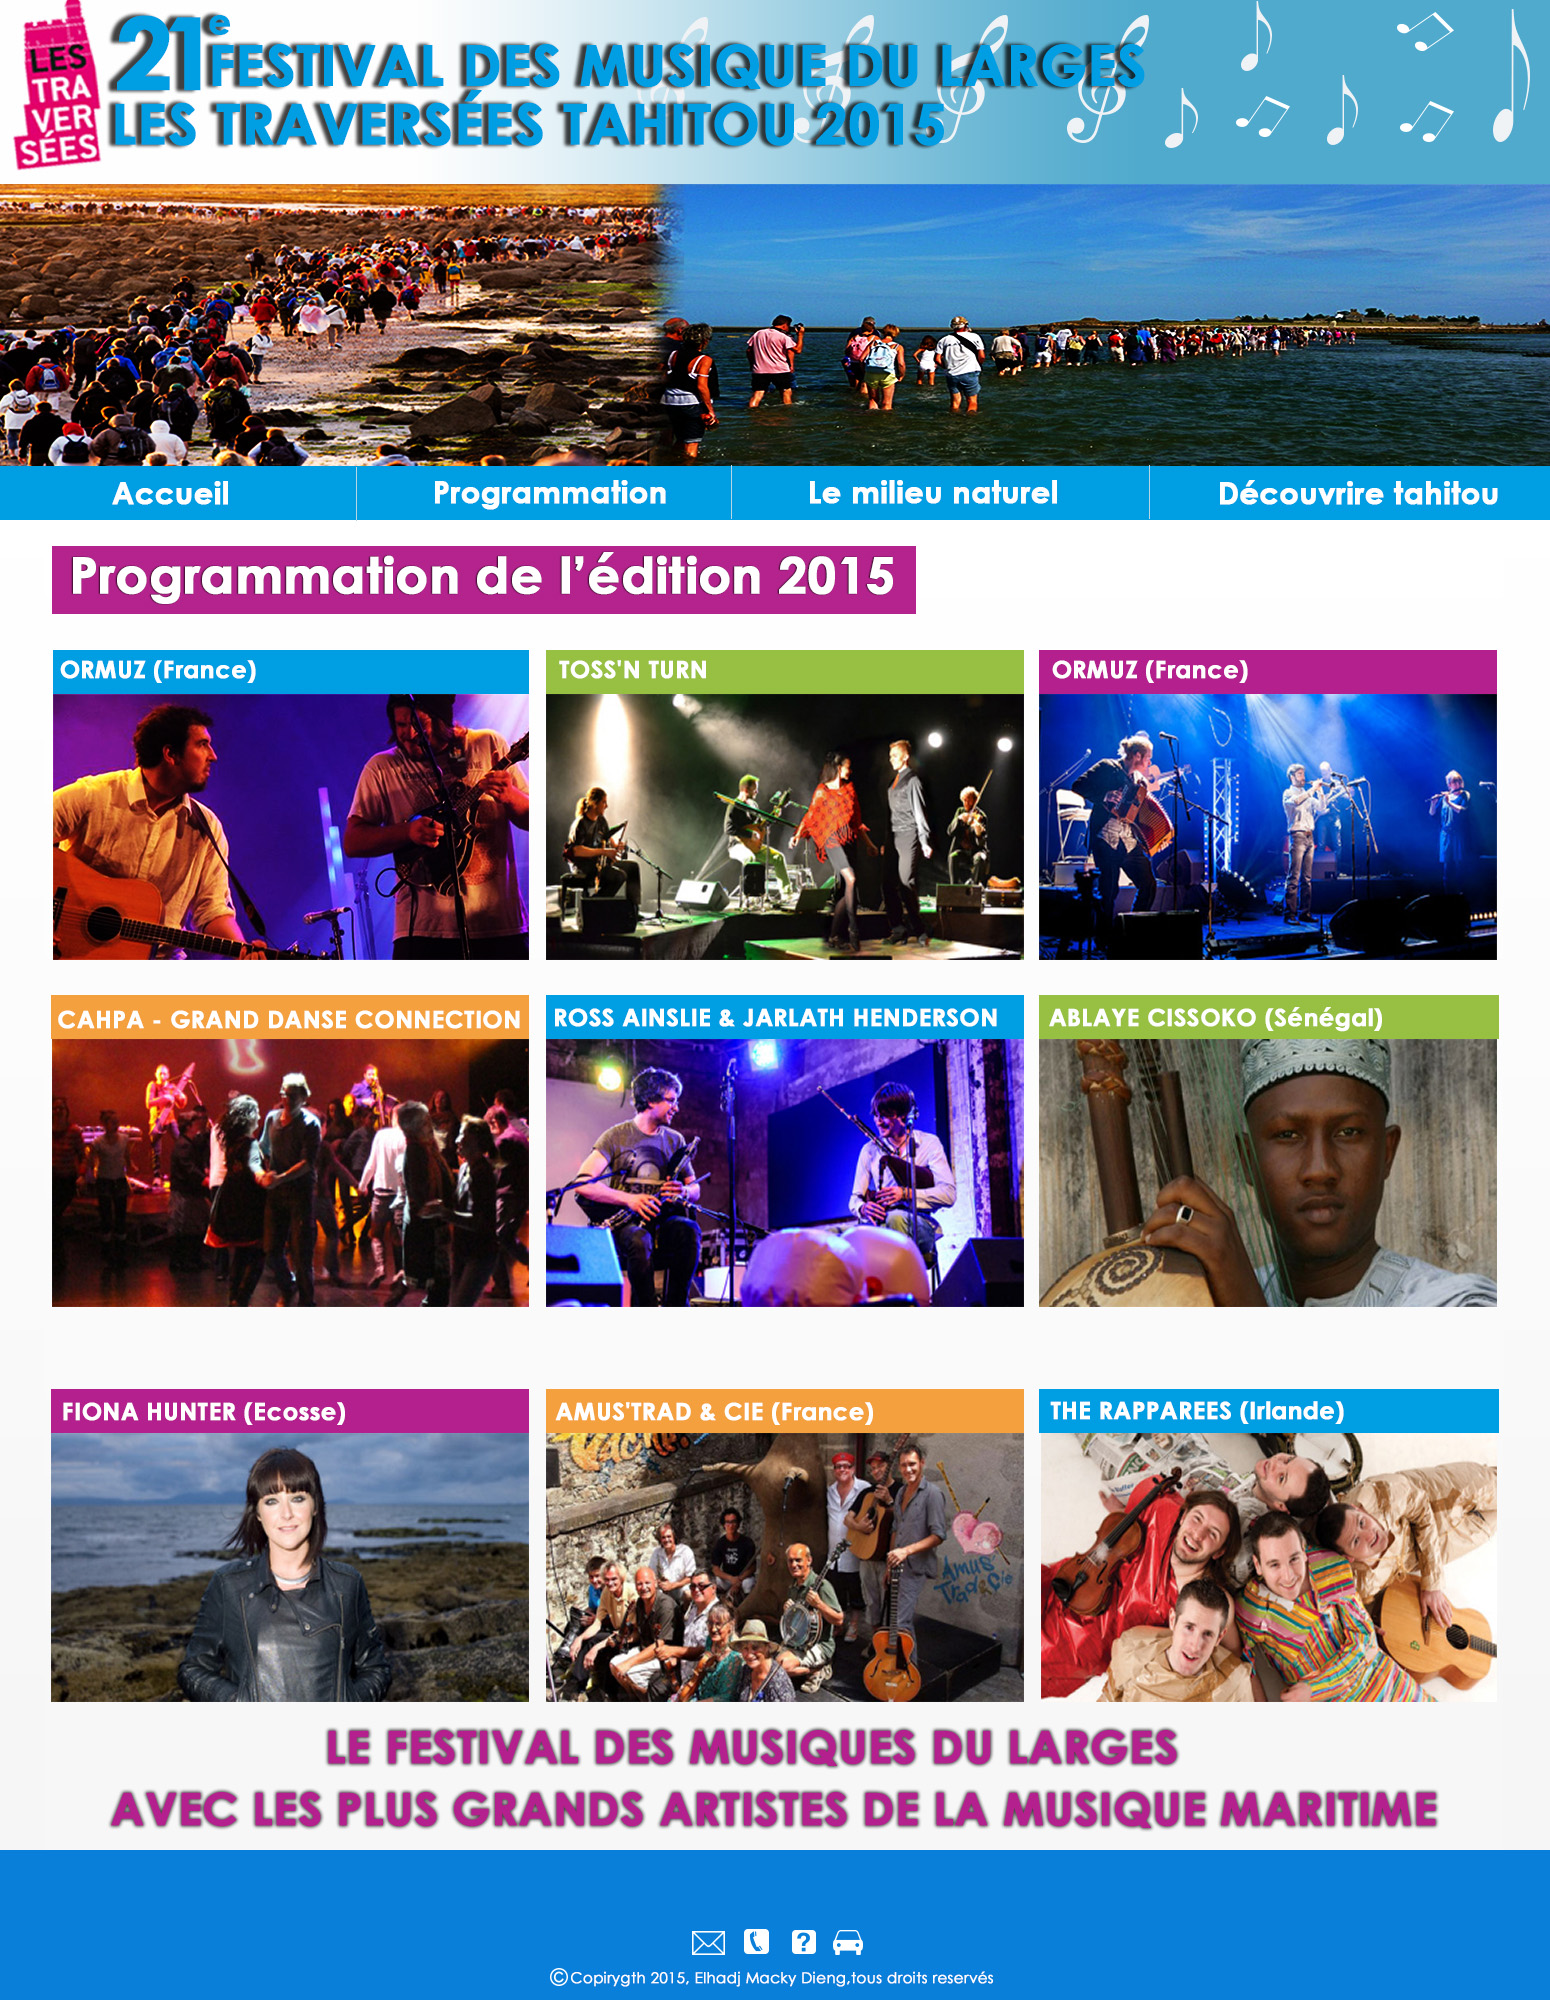 LES
TRA
VER
SÉES
21e FESTIVAL DES MUSIQUE DU LARGES
LES TRAVERSÉES TAHITOU 2015
Accueil
Programmation
Le milieu naturel
Découvrire tahitou
Programmation de l'édition 2015
ORMUZ (France)
TOSS'N TURN
ORMUZ (France)
CAHPA - GRAND DANSE CONNECTION
ROSS AINSLIE & JARLATH HENDERSON
ABLAYE CISSOKO (Sénégal)
FIONA HUNTER (Ecosse)
AMUS'TRAD & CIE (France)
THE RAPPAREES (Irlande)
Amus'
Trad & Cie
LE FESTIVAL DES MUSIQUES DU LARGES
AVEC LES PLUS GRANDS ARTISTES DE LA MUSIQUE MARITIME
?
©Copirygth 2015, Elhadj Macky Dieng,tous droits reservés